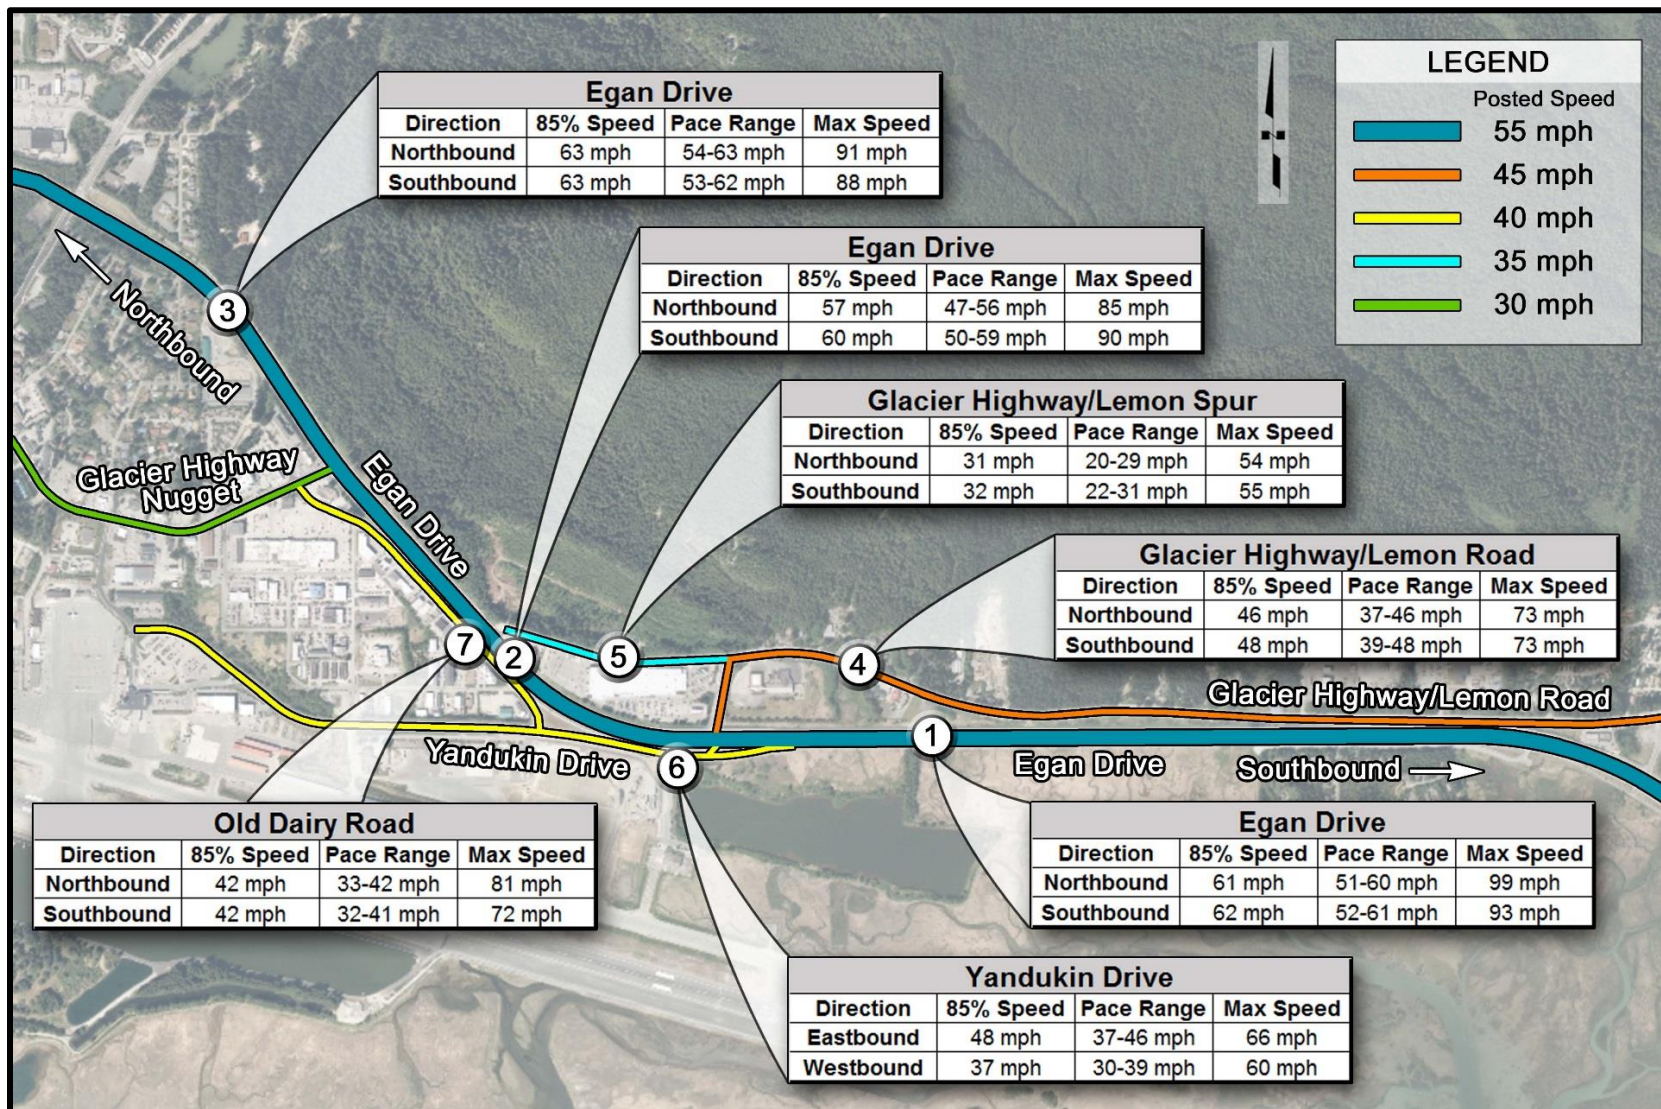 LEGEND
Posted Speed
55 mph
45 mph
40 mph
35 mph
30 mph
Egan Drive
Direction 85% Speed Pace Range Max Speed
Northbound 63 mph 54-63 mph 91 mph
Southbound 63 mph 53-62 mph 88 mph
Egan Drive
Direction 85% Speed Pace Range Max Speed
Northbound 57 mph 47-56 mph 85 mph
Southbound 60 mph 50-59 mph 90 mph
Glacier Highway/Lemon Spur
Direction 85% Speed Pace Range Max Speed
Northbound 31 mph 20-29 mph 54 mph
Southbound 32 mph 22-31 mph 55 mph
Glacier Highway/Lemon Road
Direction 85% Speed Pace Range Max Speed
Northbound 46 mph 37-46 mph 73 mph
Southbound 48 mph 39-48 mph 73 mph
3
Northbound
Glacier Highway
Nugget
Egan Drive
7
2
5
4
Glacier Highway/Lemon Road
1
Yandukin Drive
6
Egan Drive
Southbound
Old Dairy Road
Direction 85% Speed Pace Range Max Speed
Northbound 42 mph 33-42 mph 81 mph
Southbound 42 mph 32-41 mph 72 mph
Egan Drive
Direction 85% Speed Pace Range Max Speed
Northbound 61 mph 51-60 mph 99 mph
Southbound 62 mph 52-61 mph 93 mph
Yandukin Drive
Direction 85% Speed Pace Range Max Speed
Eastbound 48 mph 37-46 mph 66 mph
Westbound 37 mph 30-39 mph 60 mph